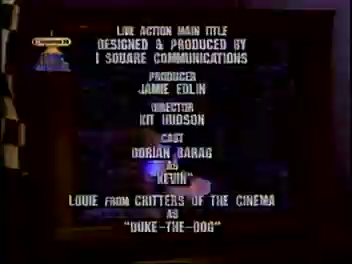 LIVE ACTION MAIN TITLE
DESIGNED & PRODUCED BY
I SQUARE COMMUNICATIONS
PRODUCER
JAMIE EDLIN
DIRECTOR
KIT HUDSON
CAST
DORIAN BARAG
AS
"KEVIN"
LOUIE FROM CRITTERS OF THE CINEMA
AS
"DUKE-THE-DOG"